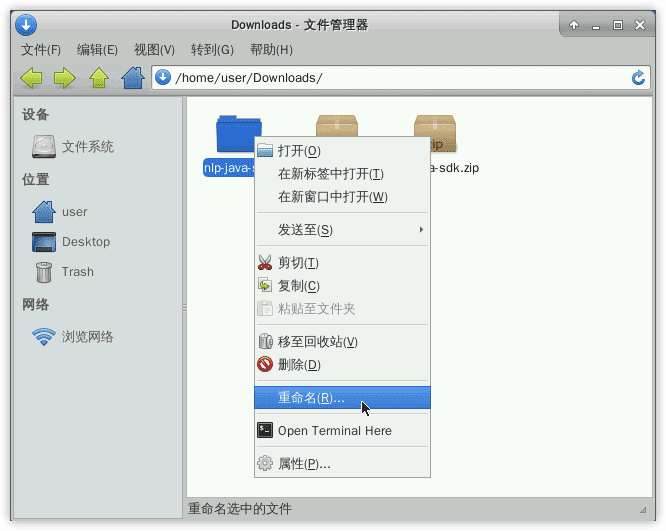 Downloads - 文件管理器
文件(F) 编辑(E) 视图(V) 转到(G) 帮助(H)
/home/user/Downloads/
设备
文件系统
位置
user
Desktop
Trash
网络
浏览网络
zip
nlp-java-s
a-sdk.zip
打开(O)
在新标签中打开(T)
在新窗口中打开(W)
发送至(S)
剪切(T)
复制(C)
粘贴至文件夹
移至回收站(V)
删除(D)
重命名(R)...
Open Terminal Here
属性(P)...
重命名选中的文件